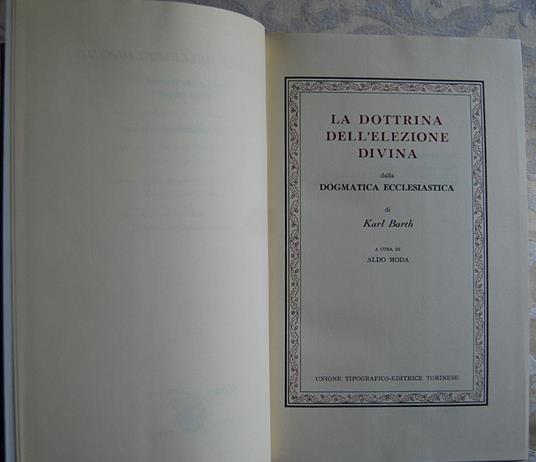 LA DOTTRINA
DELL'ELEZIONE
DIVINA
dalla
DOGMATICA ECCLESIASTICA
di
Karl Barth
A CURA DI
ALDO MODA
UNIONE TIPOGRAFICO-EDITRICE TORINESE